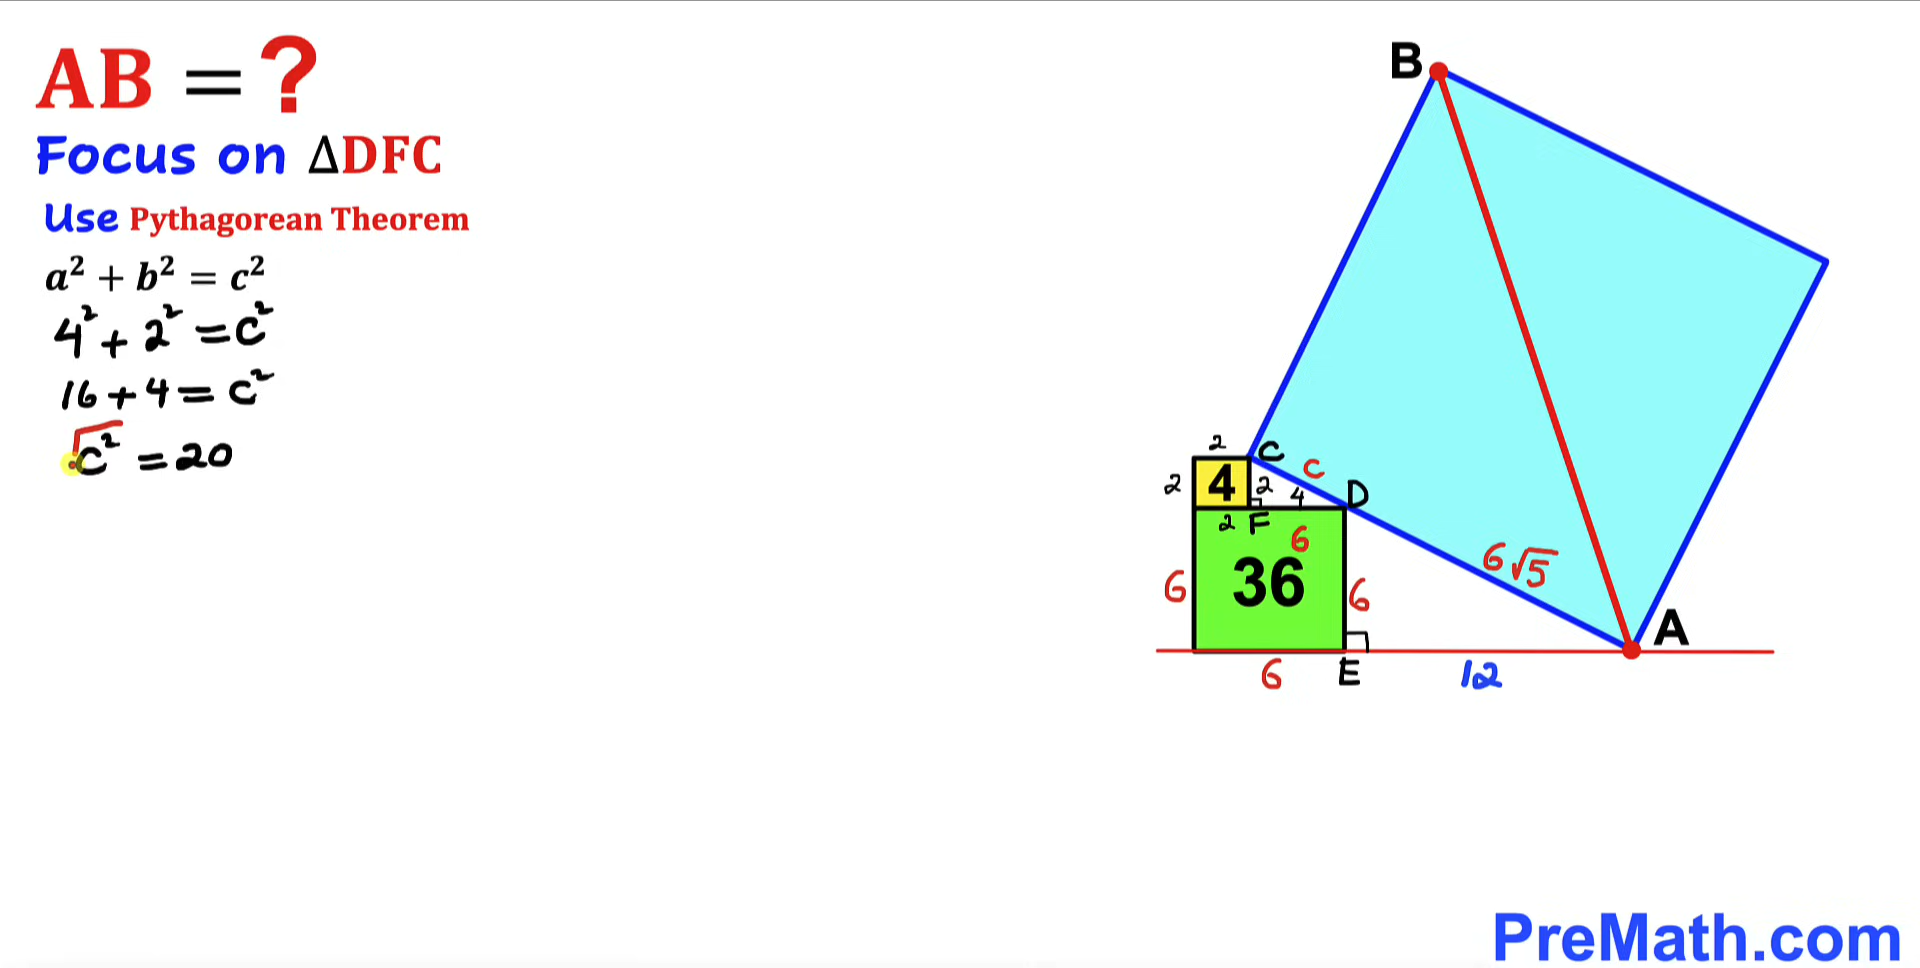 AB = ?
Focus on ΔDFC
Use Pythagorean Theorem
a² + b² = c²
4² + 2² = c²
16 + 4 = c²
√c² = 20
B
2
C
c
2
4
2
4
D
2
F
6
6√5
6
36
6
A
6
E
12
PreMath.com